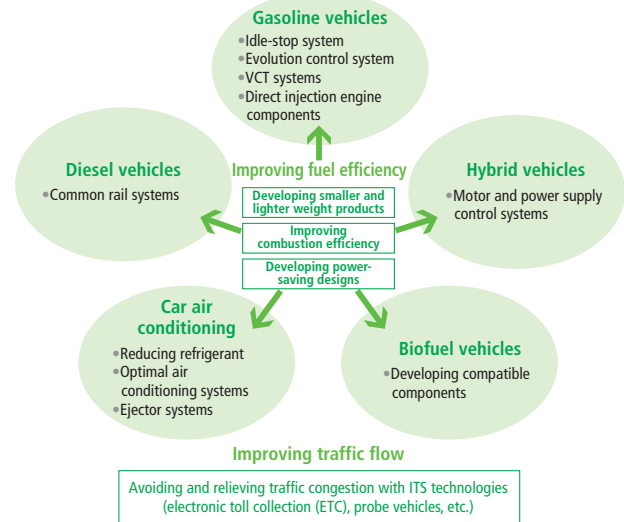 Gasoline vehicles
•Idle-stop system
•Evolution control system
•VCT systems
•Direct injection engine
components
Diesel vehicles
•Common rail systems
Improving fuel efficiency
Developing smaller and
lighter weight products
Improving
combustion efficiency
Developing power-
saving designs
Hybrid vehicles
•Motor and power supply
control systems
Car air
conditioning
•Reducing refrigerant
•Optimal air
conditioning systems
•Ejector systems
Biofuel vehicles
•Developing compatible
components
Improving traffic flow
Avoiding and relieving traffic congestion with ITS technologies
(electronic toll collection (ETC), probe vehicles, etc.)